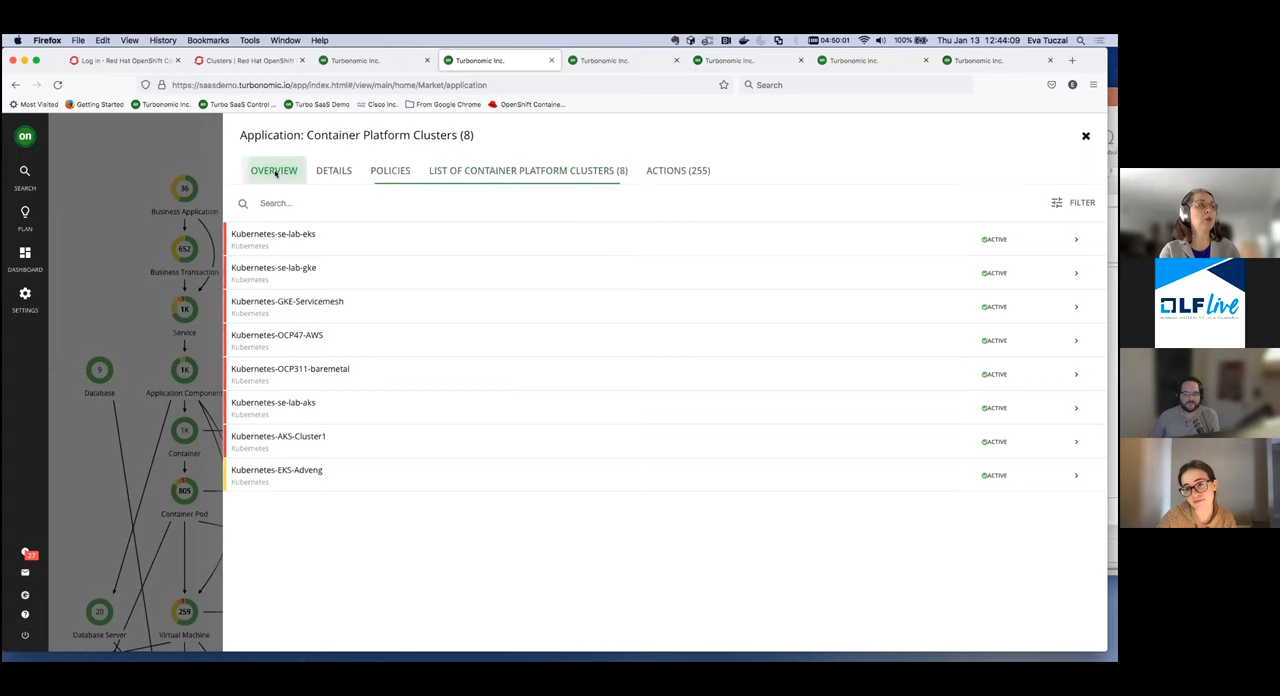 Firefox File Edit View History Bookmarks Tools Window Help
04:50:01 100% Thu Jan 13 12:44:09 Eva Tuczai
Log in - Red Hat OpenShift Cl
Clusters | Red Hat OpenShift
Turbonomic Inc.
Turbonomic Inc.
Turbonomic Inc.
Turbonomic Inc.
Turbonomic Inc.
Turbonomic Inc.
https://saasdemo.turbonomic.io/app/index.html#/view/main/home/Market/application
Search
Most Visited
Getting Started
Turbonomic Inc.
Turbo SaaS Control ...
Turbo SaaS Demo
Cisco Inc.
From Google Chrome
OpenShift Containe...
on
SEARCH
PLAN
DASHBOARD
SETTINGS
27
36
Business Application
652
Business Transaction
1K
Service
9
Database
1K
Application Component
1K
Container
805
Container Pod
20
Database Server
259
Virtual Machine
Application: Container Platform Clusters (8)
OVERVIEW
DETAILS
POLICIES
LIST OF CONTAINER PLATFORM CLUSTERS (8)
ACTIONS (255)
Search...
FILTER
Kubernetes-se-lab-eks
Kubernetes
ACTIVE
Kubernetes-se-lab-gke
Kubernetes
ACTIVE
Kubernetes-GKE-Servicemesh
Kubernetes
ACTIVE
Kubernetes-OCP47-AWS
Kubernetes
ACTIVE
Kubernetes-OCP311-baremetal
Kubernetes
ACTIVE
Kubernetes-se-lab-aks
Kubernetes
ACTIVE
Kubernetes-AKS-Cluster1
Kubernetes
ACTIVE
Kubernetes-EKS-Adveng
Kubernetes
ACTIVE
LF Live